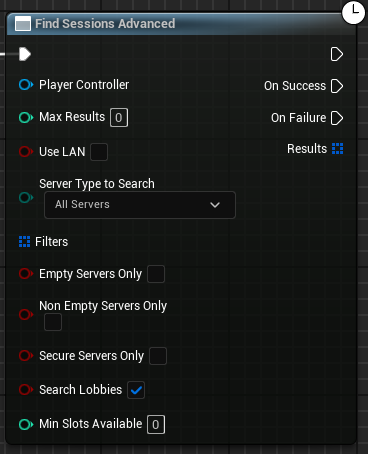 Find Sessions Advanced
Player Controller
On Success
Max Results 0
On Failure
Use LAN
Results
Server Type to Search
All Servers
Filters
Empty Servers Only
Non Empty Servers Only
Secure Servers Only
Search Lobbies
Min Slots Available 0